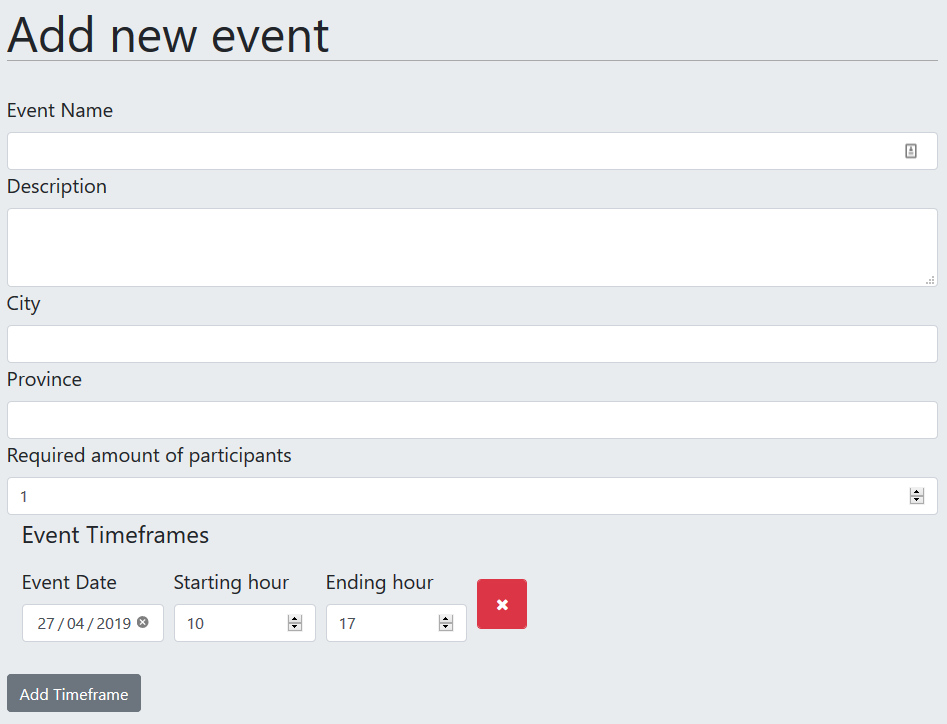 Add new event
Event Name
Description
City
Province
Required amount of participants
1
Event Timeframes
Event Date Starting hour Ending hour
27/04/2019 10 17
Add Timeframe